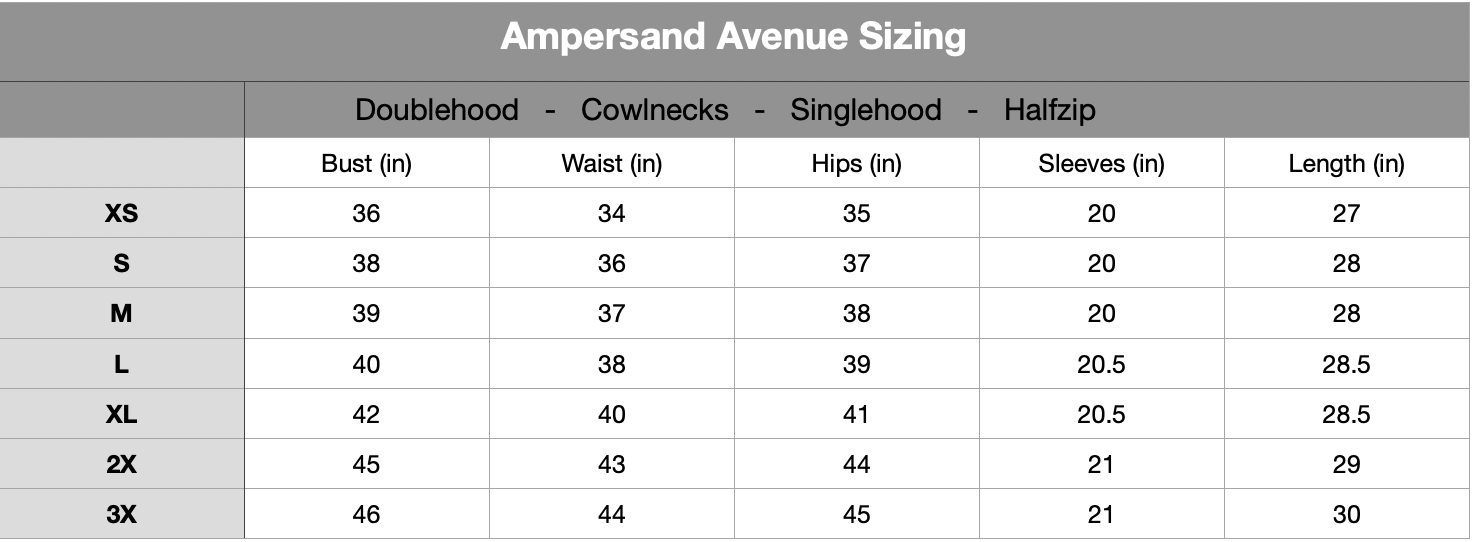 Ampersand Avenue Sizing
Doublehood - Cowlnecks - Singlehood - Halfzip
Bust (in) Waist (in) Hips (in) Sleeves (in) Length (in)
XS 36 34 35 20 27
S 38 36 37 20 28
M 39 37 38 20 28
L 40 38 39 20.5 28.5
XL 42 40 41 20.5 28.5
2X 45 43 44 21 29
3X 46 44 45 21 30